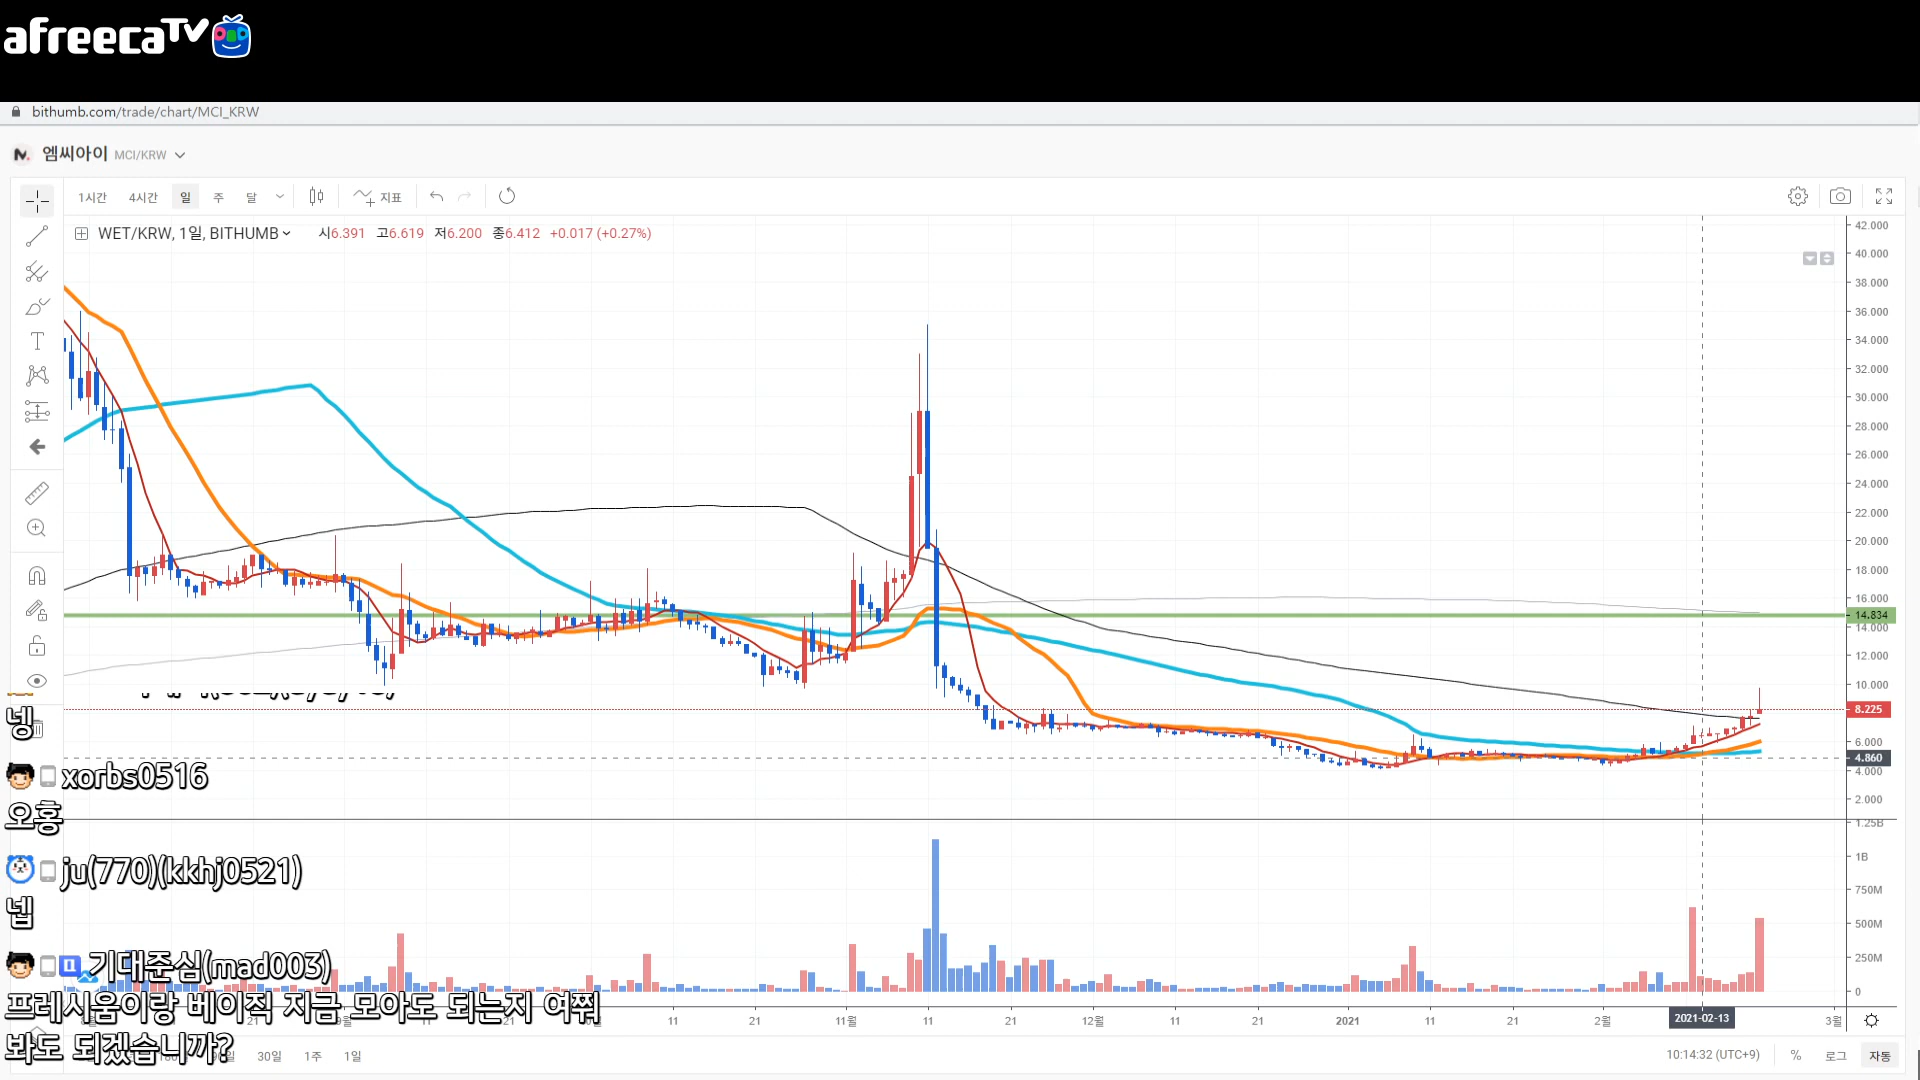 afreecaTV
bithumb.com/trade/chart/MCI_KRW
엠씨아이 MCI/KRW
1시간 4시간 일 주 달 지표
WET/KRW, 1일, BITHUMB 시6.391 고6.619 저6.200 종6.412 +0.017 (+0.27%)
42.000
40.000
38.000
36.000
34.000
32.000
30.000
28.000
26.000
24.000
22.000
20.000
18.000
16.000
14.834
14.000
12.000
10.000
8.225
6.000
4.860
4.000
2.000
1.25B
1B
750M
500M
250M
0
넹
xorbs0516
오홍
ju(770)(kkhj0521)
넵
기대준심(mad003)
프레시움이랑 베이직 지금 모아도 되는지 여쭤
봐도 되겠습니까?
21 11 21 11월 11 21 12월 11 21 2021 11 21 2월 2021-02-13 3월
30일 1주 1일
10:14:32 (UTC+9) % 로그 자동